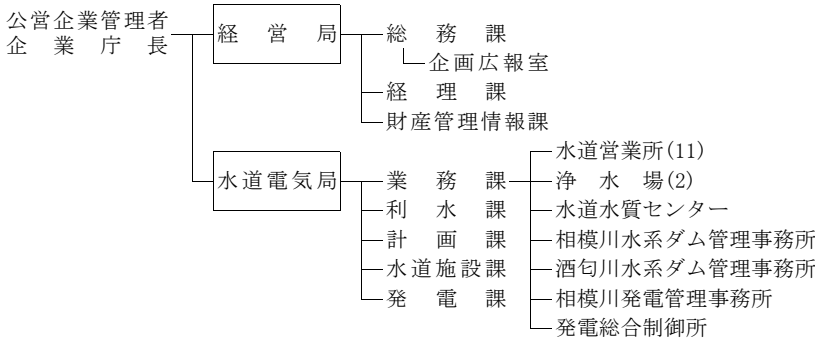 公営企業管理者
企業庁長
経営局
総務課
企画広報室
経理課
財産管理情報課
水道電気局
業務課
利水課
計画課
水道施設課
発電課
水道営業所(11)
浄水場(2)
水道水質センター
相模川水系ダム管理事務所
酒匂川水系ダム管理事務所
相模川発電管理事務所
発電総合制御所